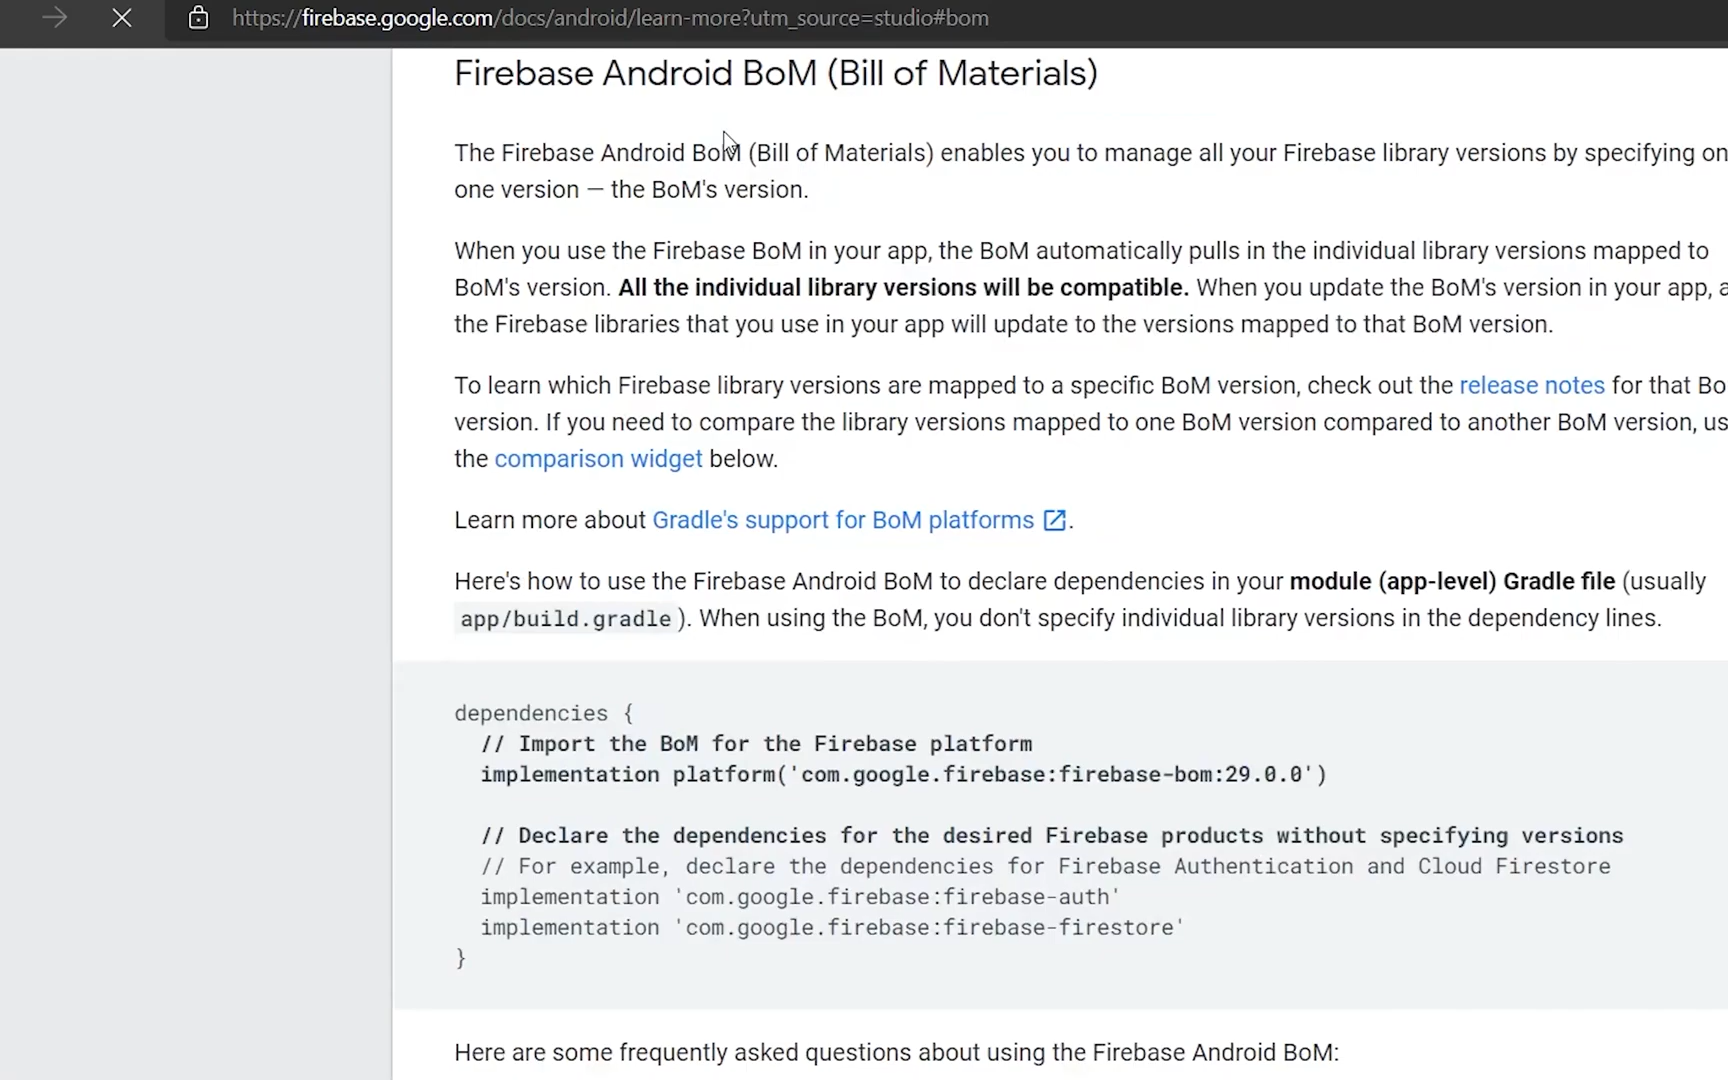 https://firebase.google.com/docs/android/learn-more?utm_source=studio#bom
Firebase Android BoM (Bill of Materials)
The Firebase Android BoM (Bill of Materials) enables you to manage all your Firebase library versions by specifying
one version — the BoM's version.
When you use the Firebase BoM in your app, the BoM automatically pulls in the individual library versions mapped to
BoM's version. All the individual library versions will be compatible. When you update the BoM's version in your app,
the Firebase libraries that you use in your app will update to the versions mapped to that BoM version.
To learn which Firebase library versions are mapped to a specific BoM version, check out the release notes for that
version. If you need to compare the library versions mapped to one BoM version compared to another BoM version,
the comparison widget below.
Learn more about Gradle's support for BoM platforms.
Here's how to use the Firebase Android BoM to declare dependencies in your module (app-level) Gradle file (usually
app/build.gradle). When using the BoM, you don't specify individual library versions in the dependency lines.
dependencies {
// Import the BoM for the Firebase platform
implementation platform('com.google.firebase:firebase-bom:29.0.0')
// Declare the dependencies for the desired Firebase products without specifying versions
// For example, declare the dependencies for Firebase Authentication and Cloud Firestore
implementation 'com.google.firebase:firebase-auth'
implementation 'com.google.firebase:firebase-firestore'
}
Here are some frequently asked questions about using the Firebase Android BoM: